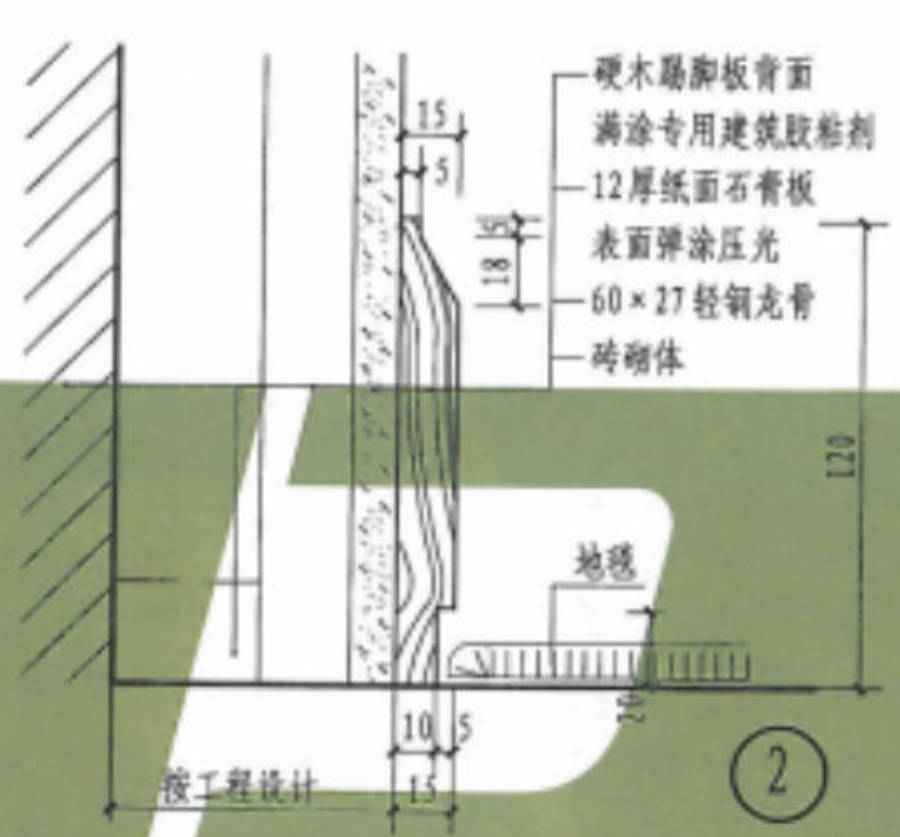 硬木踢脚板背面
满涂专用建筑胶粘剂
12厚纸面石膏板
表面弹涂压光
60×27轻钢龙骨
砖砌体
15
5
5
18
120
地毯
20
10 5
按工程设计 15
2